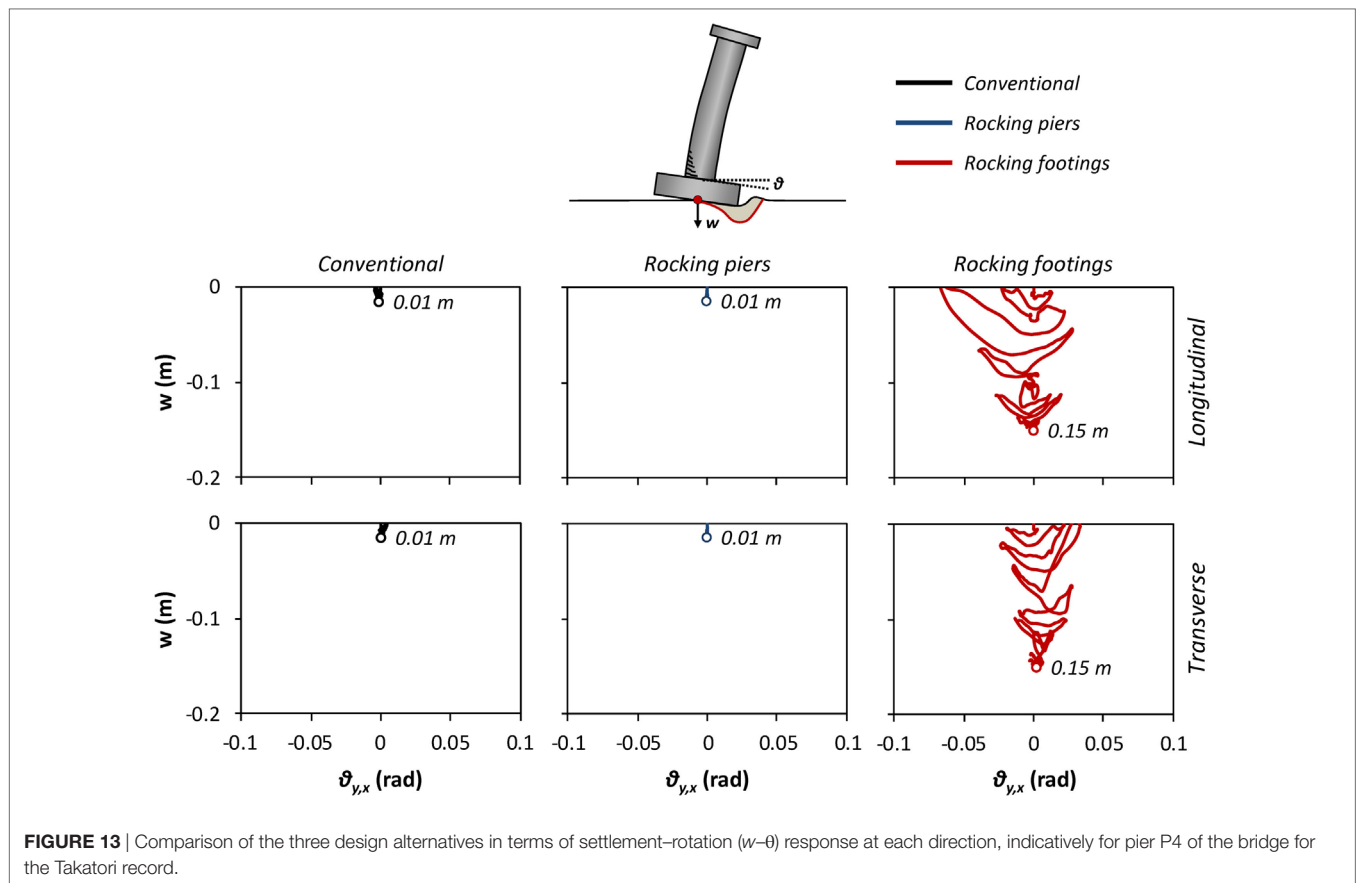 Conventional
Rocking piers
Rocking footings
ϑ
w
Conventional
Rocking piers
Rocking footings
0
-0.1
-0.2
w (m)
0.01 m
0.01 m
0.15 m
Longitudinal
0
-0.1
-0.2
w (m)
0.01 m
0.01 m
0.15 m
Transverse
-0.1 -0.05 0 0.05 0.1
-0.1 -0.05 0 0.05 0.1
-0.1 -0.05 0 0.05 0.1
ϑy,x (rad)
ϑy,x (rad)
ϑy,x (rad)
FIGURE 13 | Comparison of the three design alternatives in terms of settlement–rotation (w–θ) response at each direction, indicatively for pier P4 of the bridge for
the Takatori record.